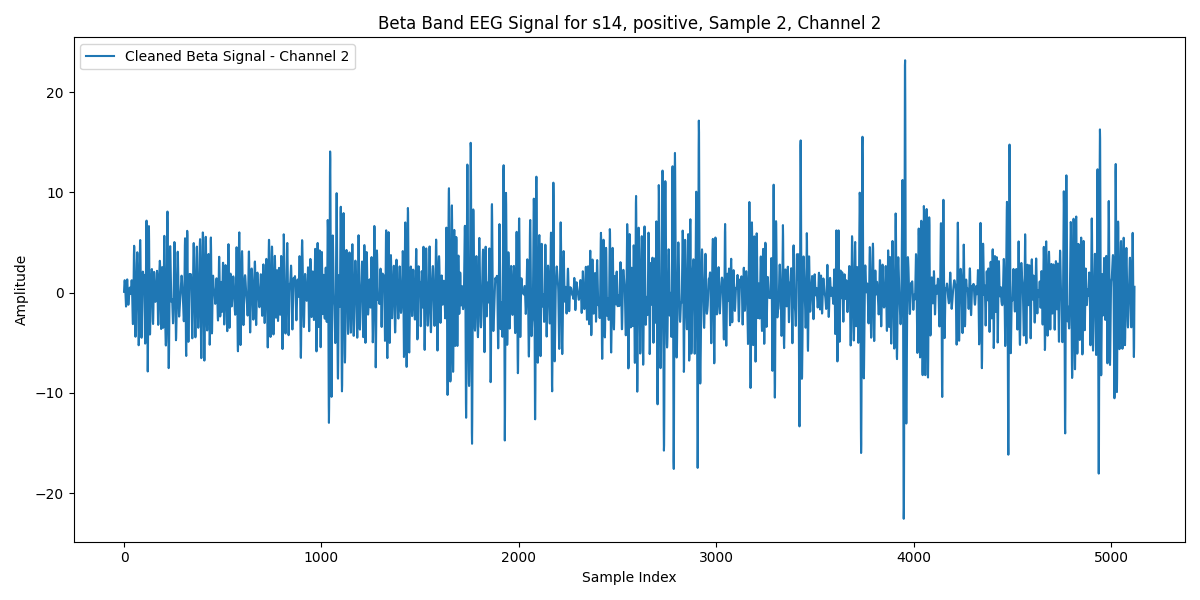 Beta Band EEG Signal for s14, positive, Sample 2, Channel 2
Cleaned Beta Signal - Channel 2
Amplitude
20
10
0
−10
−20
0 1000 2000 3000 4000 5000
Sample Index